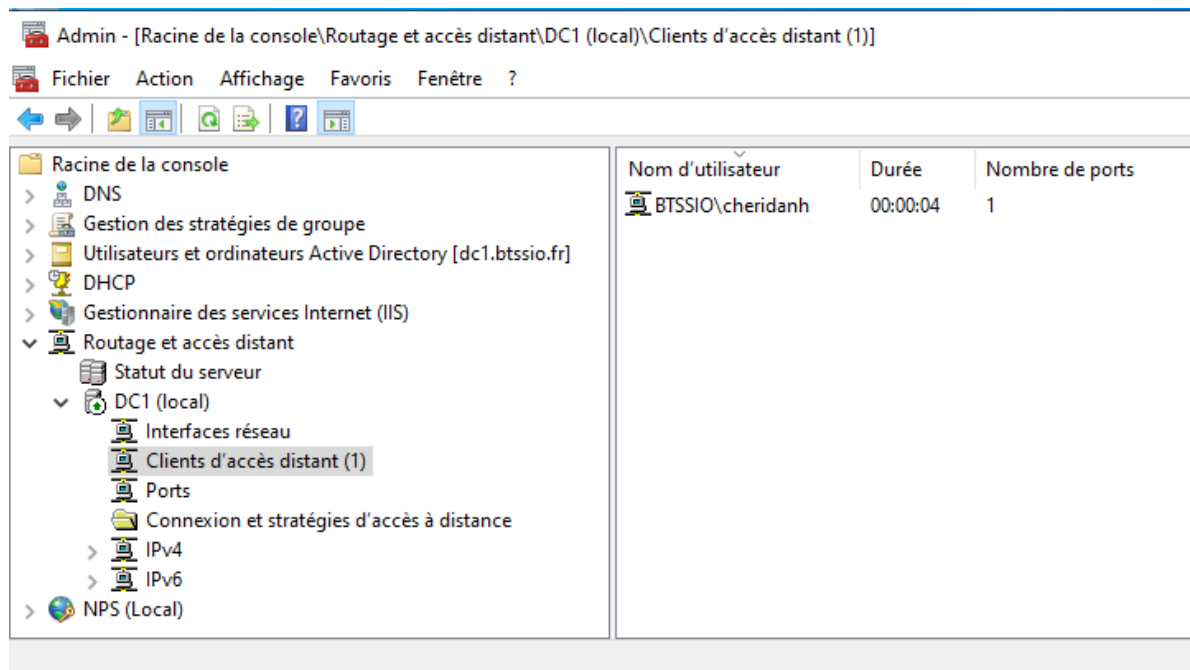 Admin - [Racine de la console\Routage et accès distant\DC1 (local)\Clients d’accès distant (1)]
Fichier Action Affichage Favoris Fenêtre ?
Racine de la console
DNS
Gestion des stratégies de groupe
Utilisateurs et ordinateurs Active Directory [dc1.btssio.fr]
DHCP
Gestionnaire des services Internet (IIS)
Routage et accès distant
Statut du serveur
DC1 (local)
Interfaces réseau
Clients d’accès distant (1)
Ports
Connexion et stratégies d’accès à distance
IPv4
IPv6
NPS (Local)
Nom d’utilisateur Durée Nombre de ports
BTSSIO\cheridanh 00:00:04 1